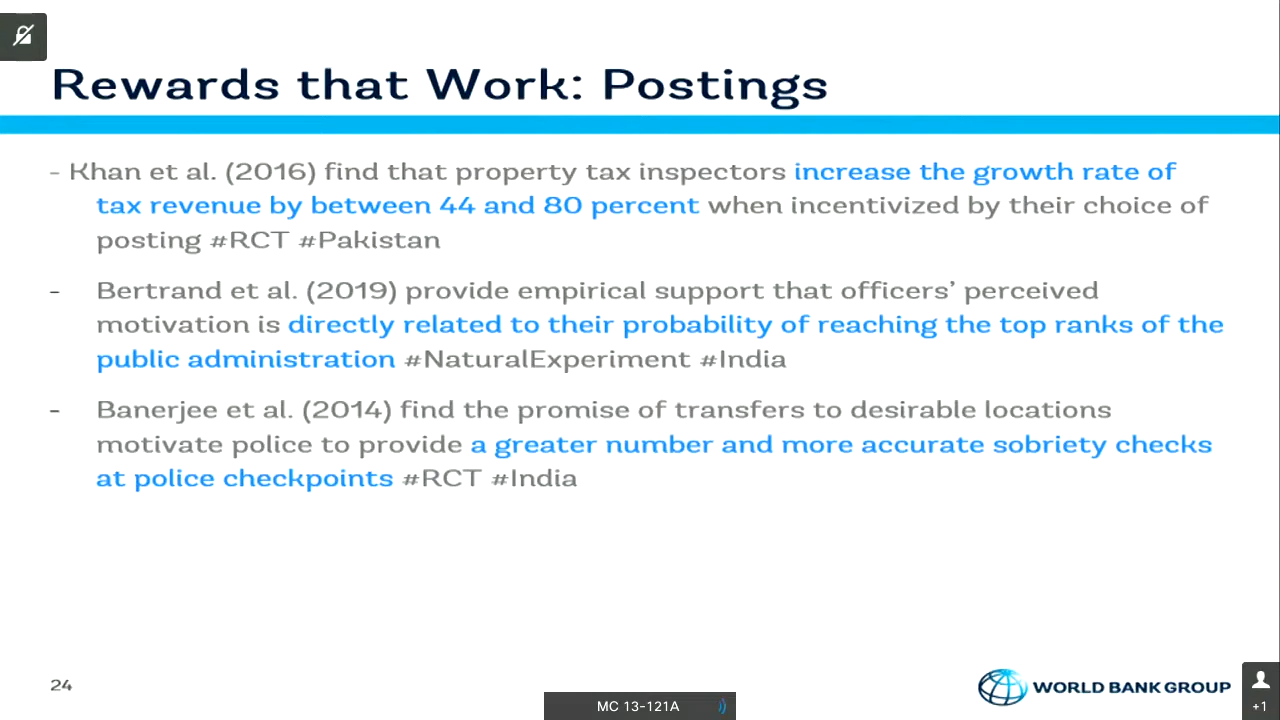 Rewards that Work: Postings
- Khan et al. (2016) find that property tax inspectors increase the growth rate of
tax revenue by between 44 and 80 percent when incentivized by their choice of
posting #RCT #Pakistan
- Bertrand et al. (2019) provide empirical support that officers’ perceived
motivation is directly related to their probability of reaching the top ranks of the
public administration #NaturalExperiment #India
- Banerjee et al. (2014) find the promise of transfers to desirable locations
motivate police to provide a greater number and more accurate sobriety checks
at police checkpoints #RCT #India
24
WORLD BANK GROUP
MC 13-121A
+1